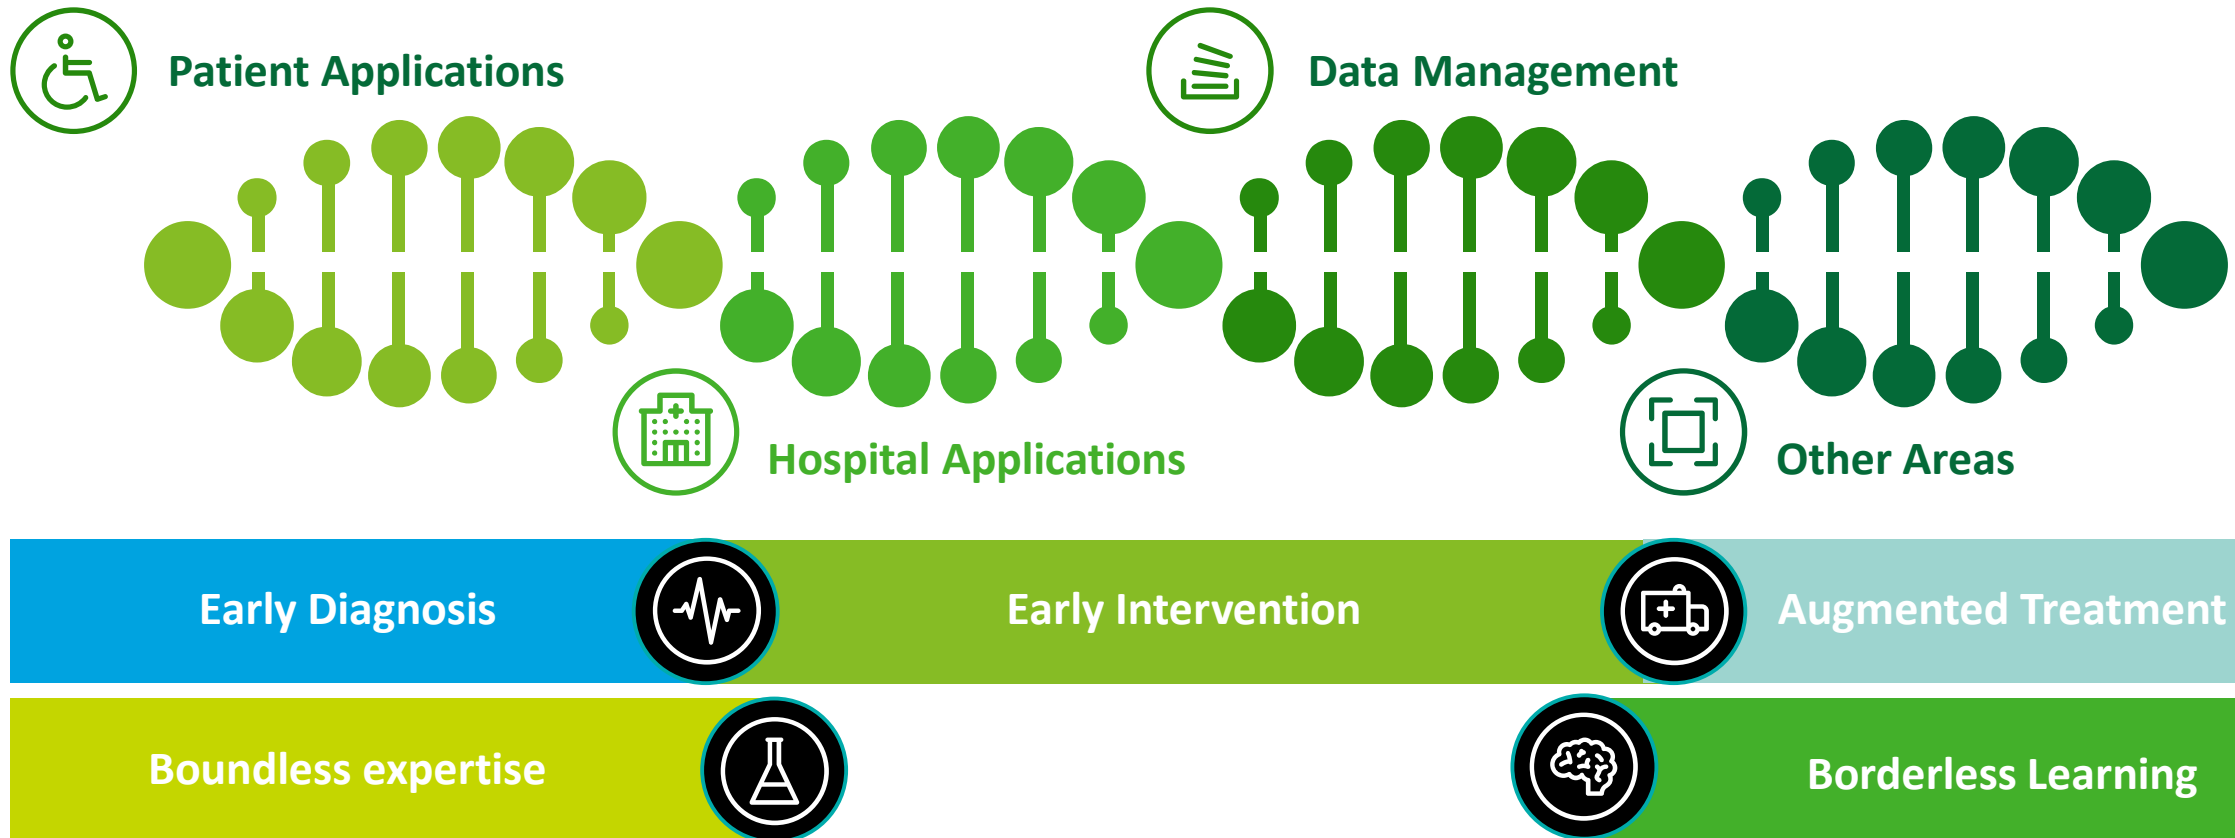 Patient Applications
Data Management
Hospital Applications
Other Areas
Early Diagnosis
Early Intervention
Augmented Treatment
Boundless expertise
Borderless Learning